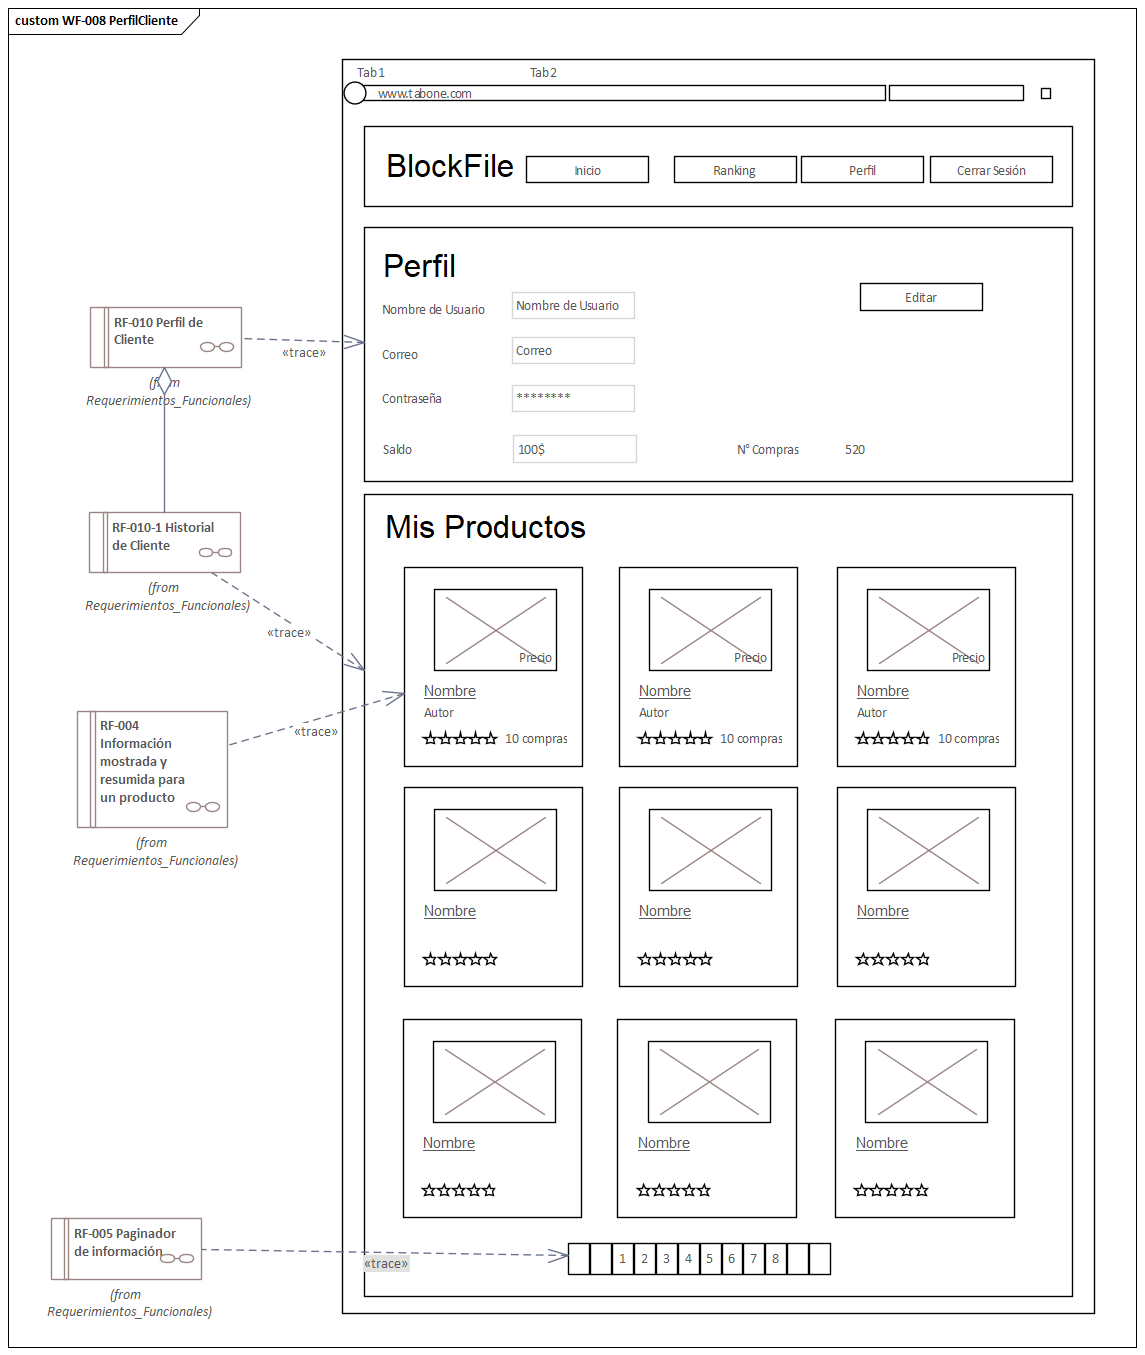 custom WF-008 PerfilCliente
Tab1 Tab2
www.tabone.com
BlockFile Inicio Ranking Perfil Cerrar Sesión
Perfil
Editar
Nombre de Usuario Nombre de Usuario
Correo Correo
Contraseña ********
Saldo 100$ N° Compras 520
RF-010 Perfil de
Cliente
«trace»
(from
Requerimientos_Funcionales)
RF-010-1 Historial
de Cliente
(from
Requerimientos_Funcionales)
«trace»
RF-004
Información
mostrada y
resumida para
un producto
«trace»
(from
Requerimientos_Funcionales)
Mis Productos
Precio Precio Precio
Nombre Nombre Nombre
Autor Autor Autor
10 compras 10 compras 10 compras
Nombre Nombre Nombre
Nombre Nombre Nombre
RF-005 Paginador
de información
«trace»
(from
Requerimientos_Funcionales)
1 2 3 4 5 6 7 8